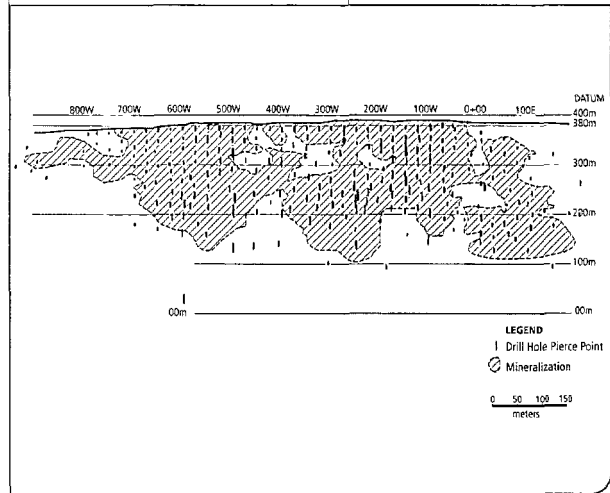 DATUM
800W 700W 600W 500W 400W 300W 200W 100W 0+00 100E
400m
380m
300m
200m
100m
00m 00m
LEGEND
Drill Hole Pierce Point
Mineralization
0 50 100 150
meters